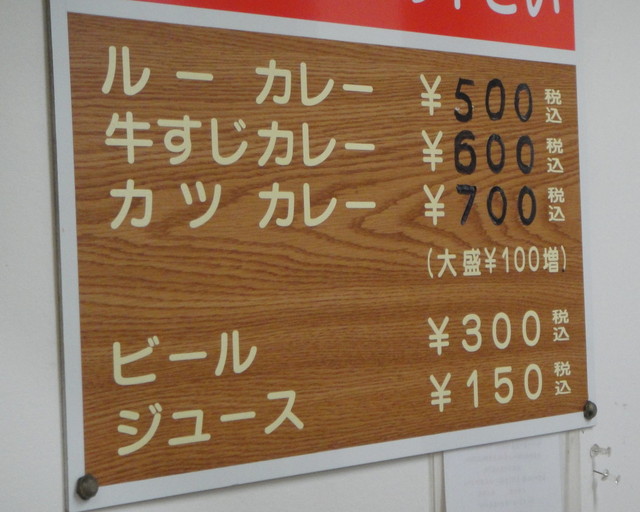 ルー カレー ¥500 税込
牛すじカレー ¥600 税込
カツ カレー ¥700 税込
(大盛¥100増)
ビール ¥300 税込
ジュース ¥150 税込